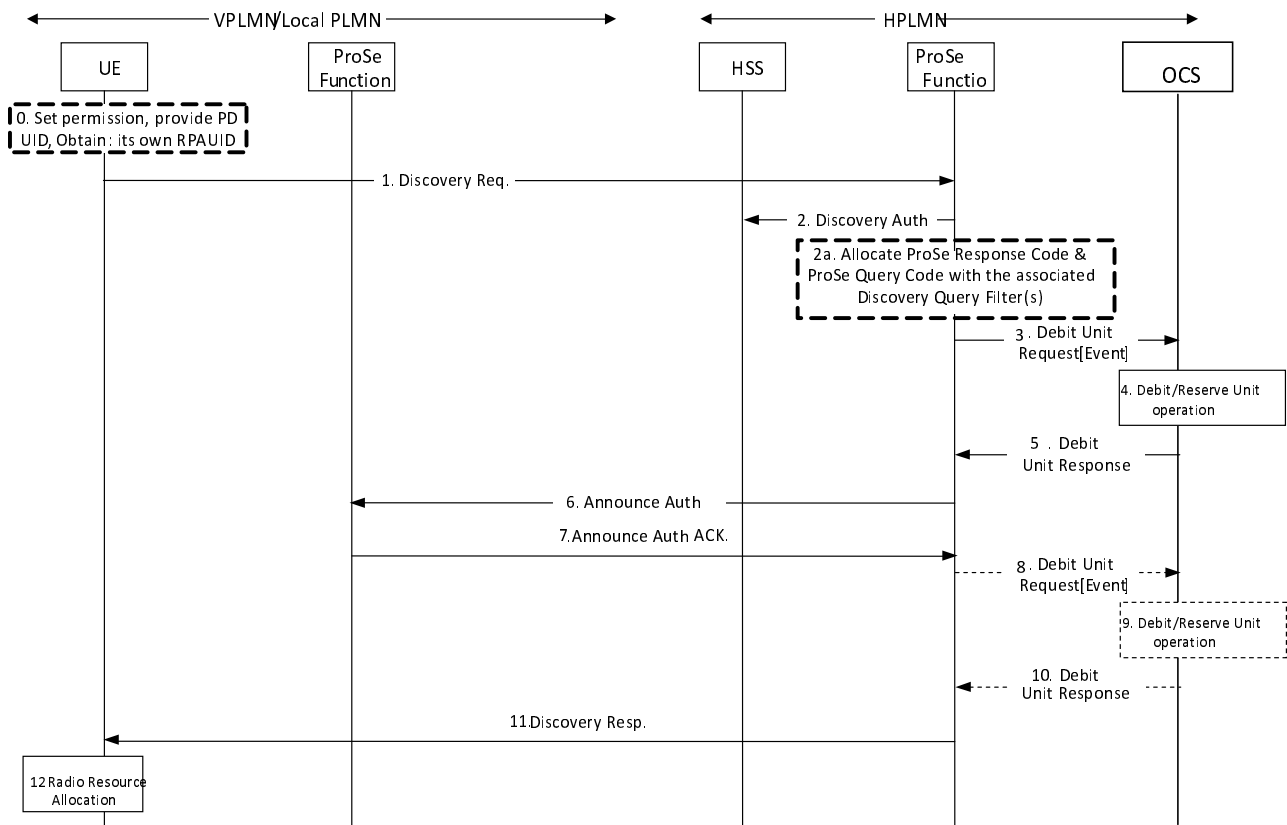 VPLMN/Local PLMN
HPLMN
UE
ProSe
Function
HSS
ProSe
Functio
OCS
0. Set permission, provide PD
UID, Obtain: its own RPAUID
1. Discovery Req.
2. Discovery Auth
2a. Allocate ProSe Response Code &
ProSe Query Code with the associated
Discovery Query Filter(s)
3. Debit Unit
Request[Event]
4. Debit/Reserve Unit
operation
5. Debit
Unit Response
6. Announce Auth
7.Announce Auth ACK.
8. Debit Unit
Request[Event]
9. Debit/Reserve Unit
operation
10. Debit
Unit Response
11.Discovery Resp.
12 Radio Resource
Allocation